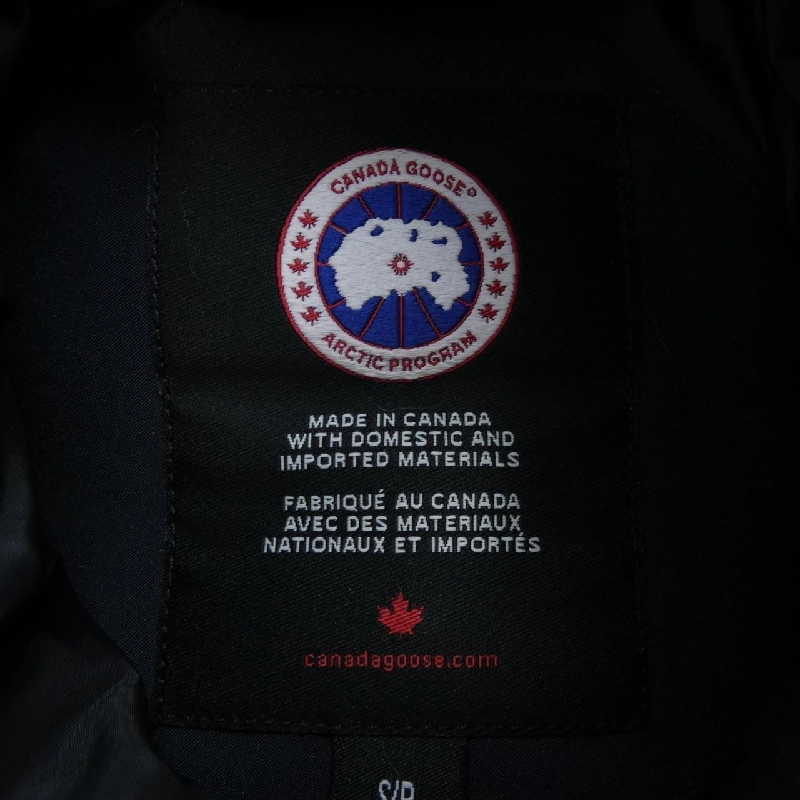 CANADA GOOSE
ARCTIC PROGRAM
MADE IN CANADA
WITH DOMESTIC AND
IMPORTED MATERIALS
FABRIQUÉ AU CANADA
AVEC DES MATERIAUX
NATIONAUX ET IMPORTÉS
canadagoose.com
S/P